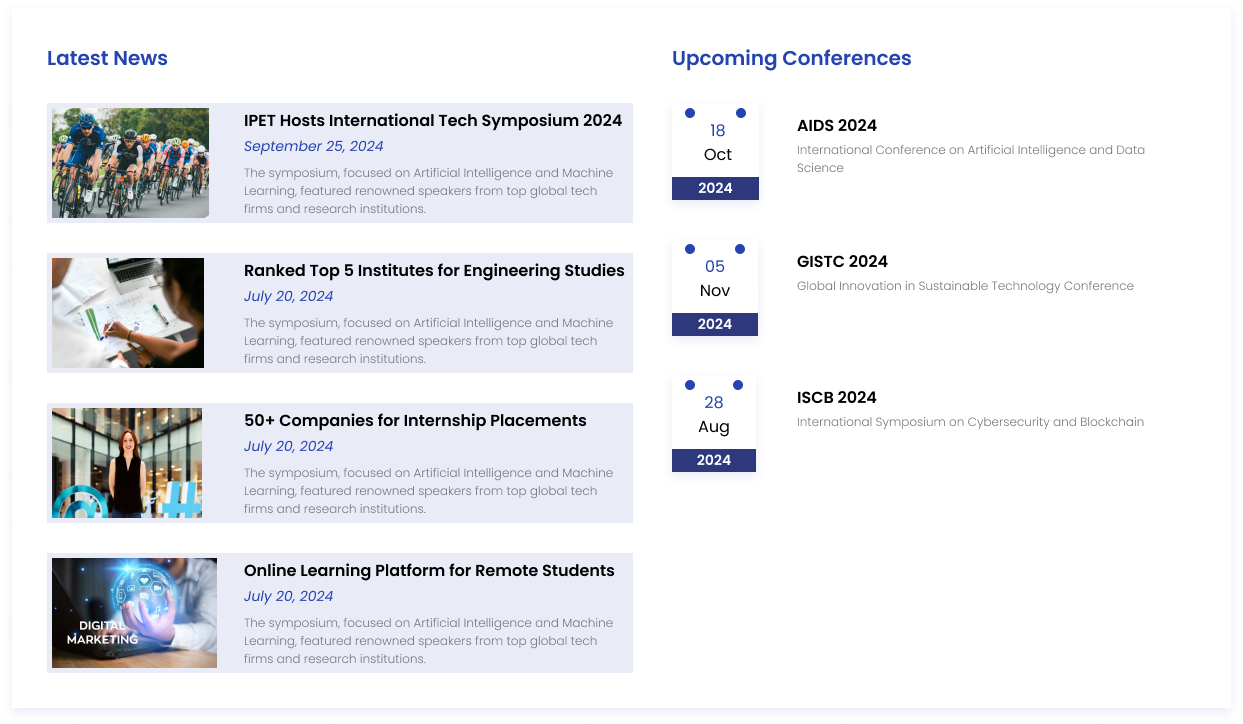 Latest News
IPET Hosts International Tech Symposium 2024
September 25, 2024
The symposium, focused on Artificial Intelligence and Machine
Learning, featured renowned speakers from top global tech
firms and research institutions.
Ranked Top 5 Institutes for Engineering Studies
July 20, 2024
The symposium, focused on Artificial Intelligence and Machine
Learning, featured renowned speakers from top global tech
firms and research institutions.
50+ Companies for Internship Placements
July 20, 2024
The symposium, focused on Artificial Intelligence and Machine
Learning, featured renowned speakers from top global tech
firms and research institutions.
DIGITAL
MARKETING
Online Learning Platform for Remote Students
July 20, 2024
The symposium, focused on Artificial Intelligence and Machine
Learning, featured renowned speakers from top global tech
firms and research institutions.
Upcoming Conferences
18
Oct
2024
AIDS 2024
International Conference on Artificial Intelligence and Data
Science
05
Nov
2024
GISTC 2024
Global Innovation in Sustainable Technology Conference
28
Aug
2024
ISCB 2024
International Symposium on Cybersecurity and Blockchain